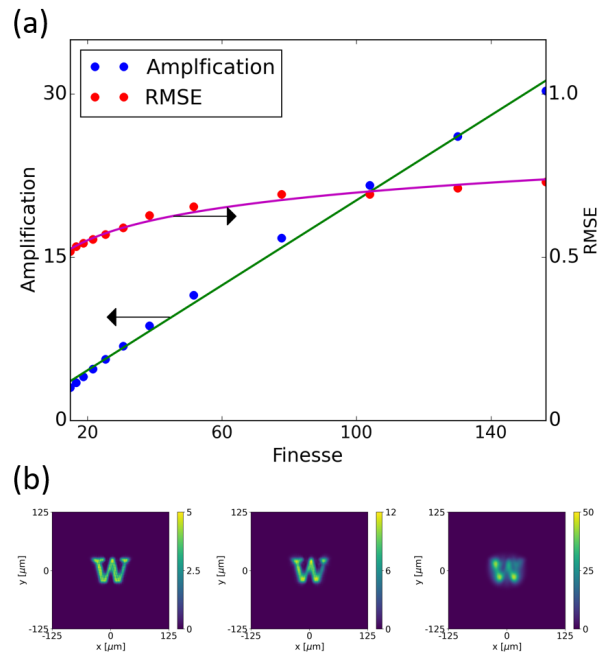 (a)
Amplfication
RMSE
30
15
0
1.0
0.5
0
Amplification
RMSE
20 60 100 140
Finesse
(b)
125
0
-125
y [μm]
-125 0 125
x [μm]
5
2.5
0
125
0
-125
y [μm]
-125 0 125
x [μm]
12
6
0
125
0
-125
y [μm]
-125 0 125
x [μm]
50
25
0
W
W
W